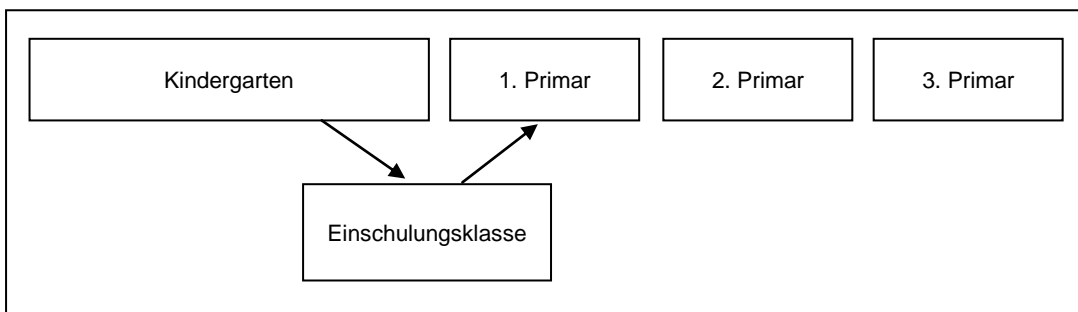 Kindergarten
1. Primar
2. Primar
3. Primar
Einschulungsklasse